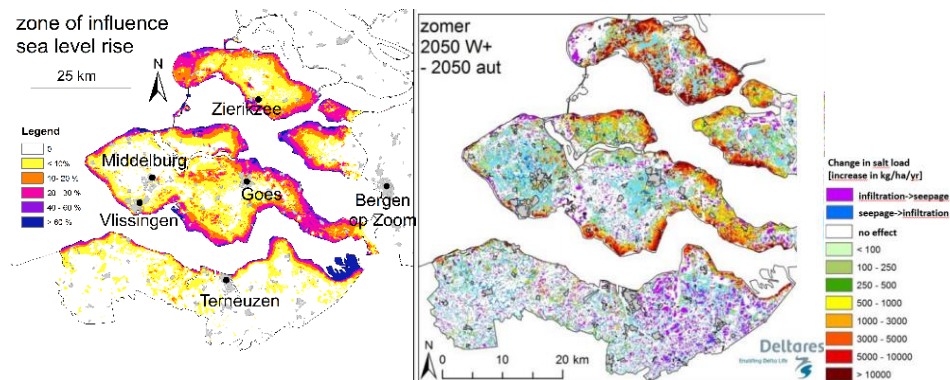 zone of influence
sea level rise
25 km
N
Zierikzee
Legend
0
< 10%
10- 20 %
20 - 30 %
40 - 60 %
> 60 %
Middelburg
Goes
Vlissingen
Bergen
op Zoom
Terneuzen
zomer
2050 W+
- 2050 aut
Change in salt load
[increase in kg/ha/yr)
infiltration->seepage
seepage->infiltration
no effect
< 100
100 - 250
250 - 500
500 - 1000
1000 - 3000
3000 - 5000
5000 - 10000
> 10000
Deltares
Enabling Delta Life
N
0 10 20 km